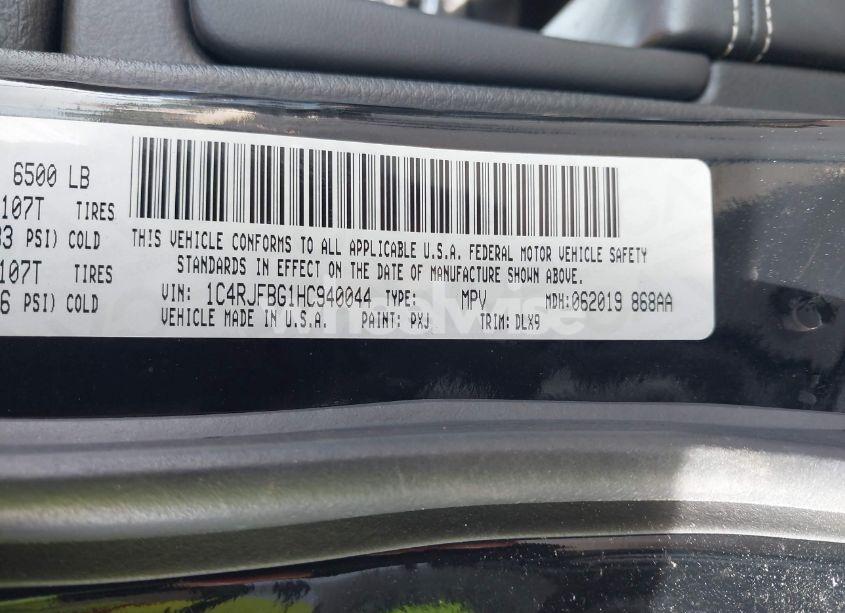 6500 LB
107T TIRES
33 PSI) COLD
107T TIRES
6 PSI) COLD
THIS VEHICLE CONFORMS TO ALL APPLICABLE U.S.A. FEDERAL MOTOR VEHICLE SAFETY
STANDARDS IN EFFECT ON THE DATE OF MANUFACTURE SHOWN ABOVE.
VIN: 1C4RJFBG1HC940044 TYPE: MPV MDH:062019 868AA
VEHICLE MADE IN U.S.A. PAINT: PXJ TRIM: DLX9